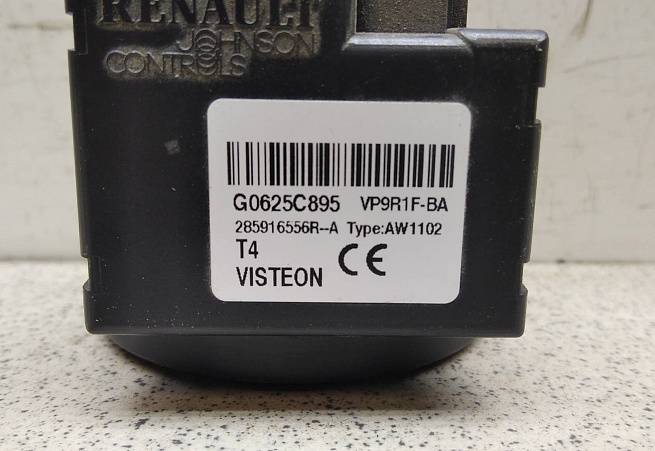 RENAULT
JOHNSON
CONTROLS
G0625C895 VP9R1F-BA
285916556R--A Type:AW1102
T4 CE
VISTEON